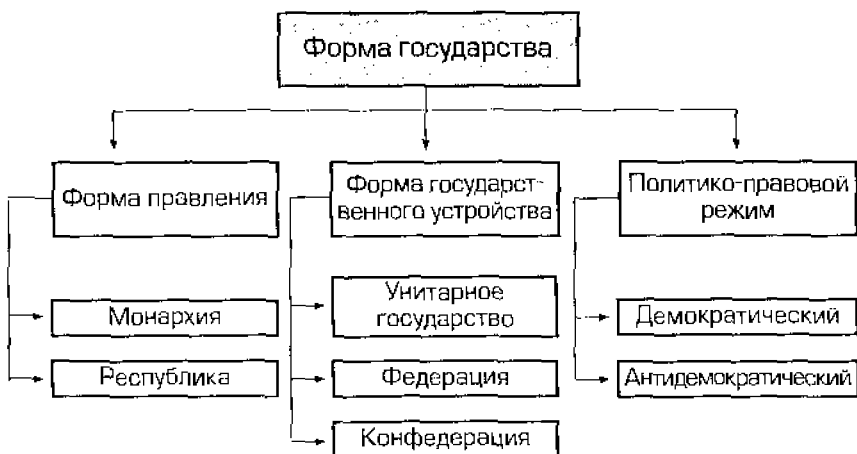 Форма государства
Форма правления
Форма государст-
венного устройства
Политико-правовой
режим
Монархия
Республика
Унитарное
государство
Федерация
Конфедерация
Демократический
Антидемократический